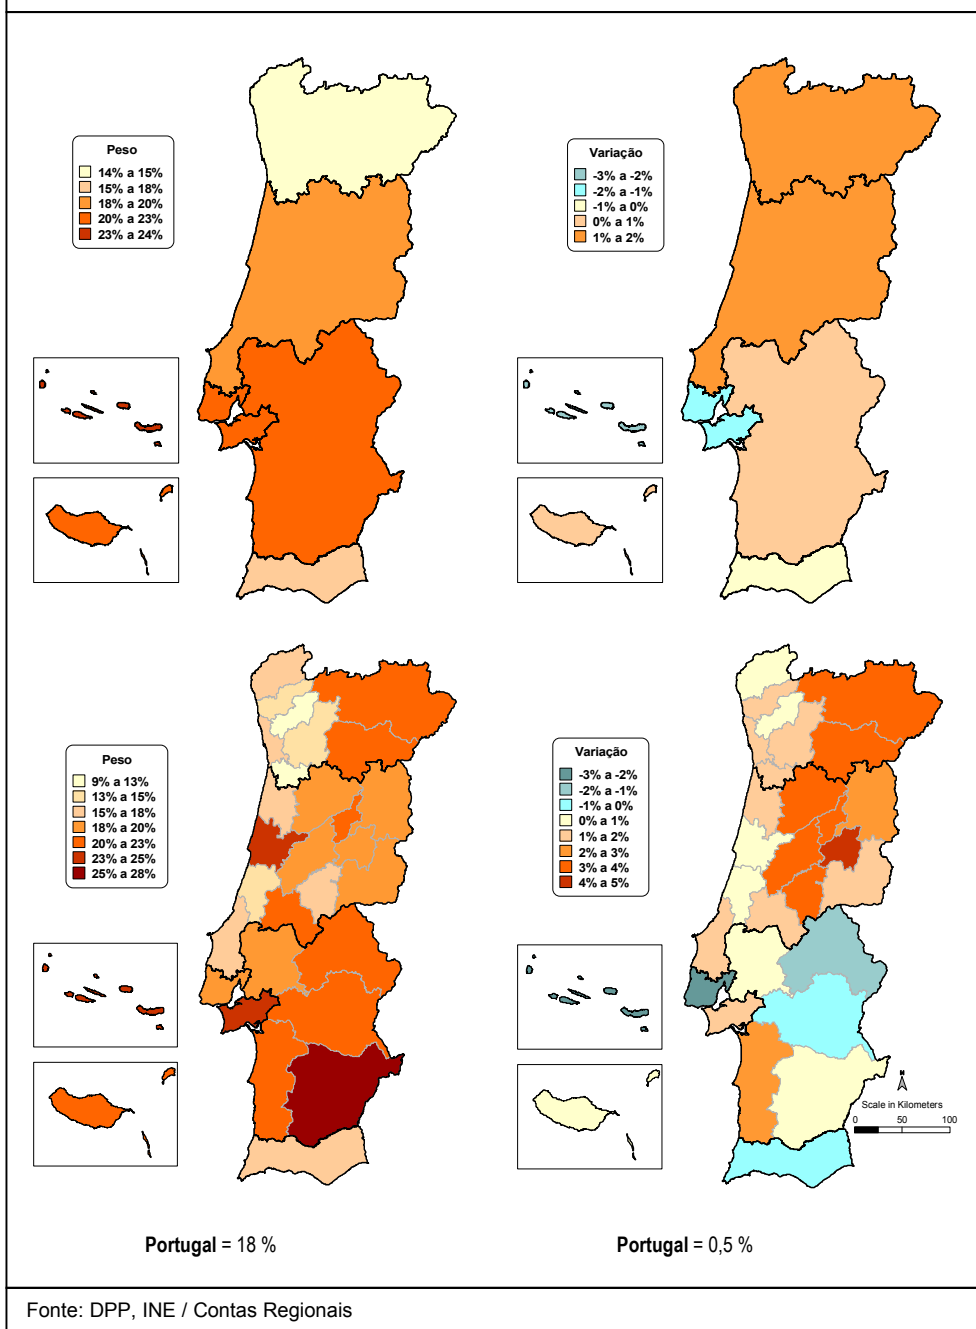 Peso
14% a 15%
15% a 18%
18% a 20%
20% a 23%
23% a 24%
Variação
-3% a -2%
-2% a -1%
-1% a 0%
0% a 1%
1% a 2%
Peso
9% a 13%
13% a 15%
15% a 18%
18% a 20%
20% a 23%
23% a 25%
25% a 28%
Variação
-3% a -2%
-2% a -1%
-1% a 0%
0% a 1%
1% a 2%
2% a 3%
3% a 4%
4% a 5%
N
Scale in Kilometers
0 50 100
Portugal = 18 %
Portugal = 0,5 %
Fonte: DPP, INE / Contas Regionais